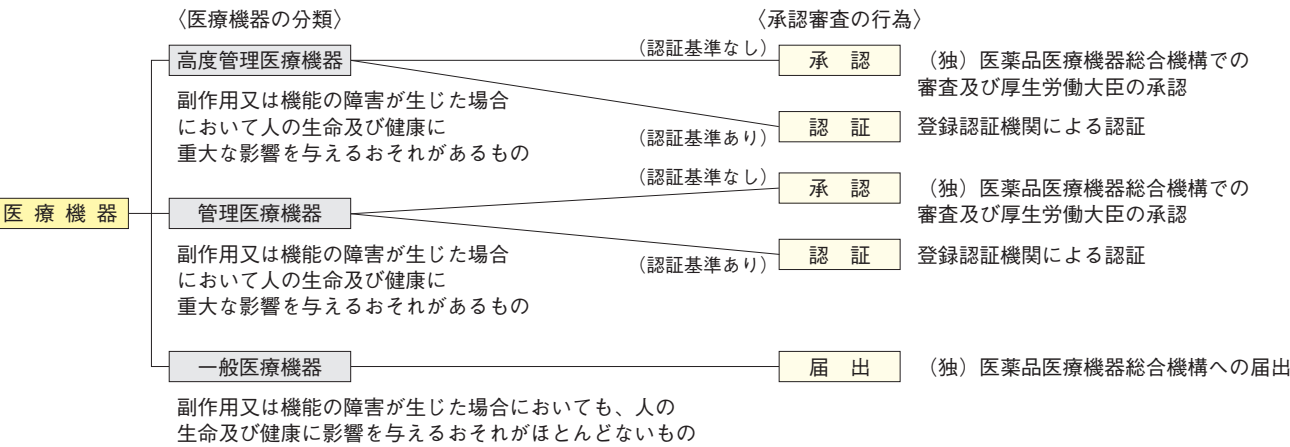 〈医療機器の分類〉
〈承認審査の行為〉
医療機器
高度管理医療機器
副作用又は機能の障害が生じた場合
において人の生命及び健康に
重大な影響を与えるおそれがあるもの
(認証基準なし)
承 認
(独)医薬品医療機器総合機構での
審査及び厚生労働大臣の承認
(認証基準あり)
認 証
登録認証機関による認証
管理医療機器
副作用又は機能の障害が生じた場合
において人の生命及び健康に
重大な影響を与えるおそれがあるもの
(認証基準なし)
承 認
(独)医薬品医療機器総合機構での
審査及び厚生労働大臣の承認
(認証基準あり)
認 証
登録認証機関による認証
一般医療機器
副作用又は機能の障害が生じた場合においても、人の
生命及び健康に影響を与えるおそれがほとんどないもの
届 出
(独)医薬品医療機器総合機構への届出